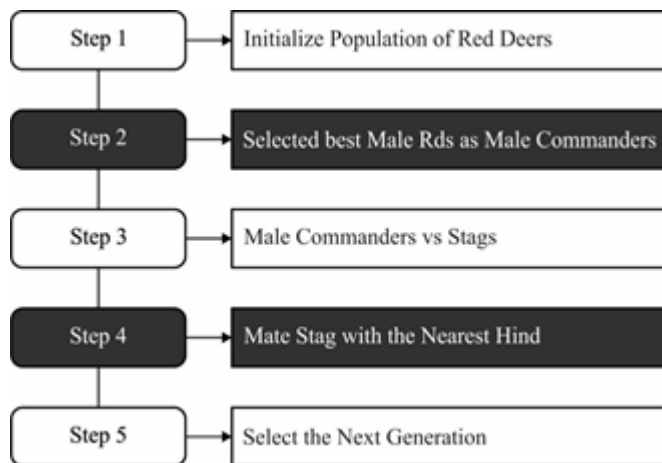 Step 1
Initialize Population of Red Deers
Step 2
Selected best Male Rds as Male Commanders
Step 3
Male Commanders vs Stags
Step 4
Mate Stag with the Nearest Hind
Step 5
Select the Next Generation